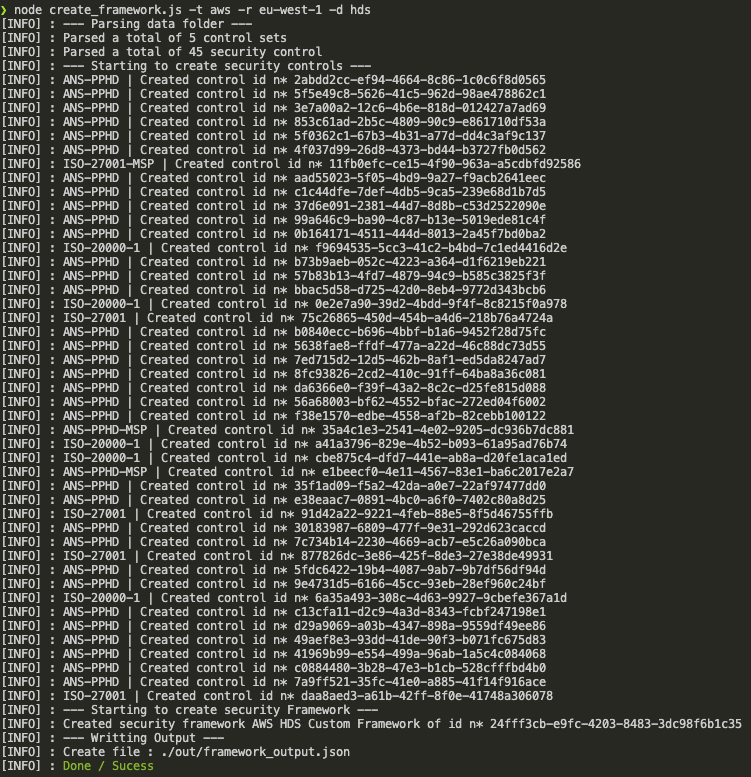 ❯ node create_framework.js -t aws -r eu-west-1 -d hds
[INFO] : --- Parsing data folder ---
[INFO] : Parsed a total of 5 control sets
[INFO] : Parsed a total of 45 security control
[INFO] : --- Starting to create security controls ---
[INFO] : ANS-PPHD | Created control id n* 2abdd2cc-ef94-4664-8c86-1c0c6f8d0565
[INFO] : ANS-PPHD | Created control id n* 5f5e49c8-5626-41c5-962d-98ae478862c1
[INFO] : ANS-PPHD | Created control id n* 3e7a00a2-12c6-4b6e-818d-012427a7ad69
[INFO] : ANS-PPHD | Created control id n* 853c61ad-2b5c-4809-90c9-e861710df53a
[INFO] : ANS-PPHD | Created control id n* 5f0362c1-67b3-4b31-a77d-dd4c3af9c137
[INFO] : ANS-PPHD | Created control id n* 4f037d99-26d8-4373-bd44-b3727fb0d562
[INFO] : ISO-27001-MSP | Created control id n* 11fb0efc-ce15-4f90-963a-a5cdbfd92586
[INFO] : ANS-PPHD | Created control id n* aad55023-5f05-4bd9-9a27-f9acb2641eec
[INFO] : ANS-PPHD | Created control id n* c1c44dfe-7def-4db5-9ca5-239e68d1b7d5
[INFO] : ANS-PPHD | Created control id n* 37d6e091-2381-44d7-8d8b-c53d2522090e
[INFO] : ANS-PPHD | Created control id n* 99a646c9-ba90-4c87-b13e-5019ede81c4f
[INFO] : ANS-PPHD | Created control id n* 0b164171-4511-444d-8013-2a45f7bd0ba2
[INFO] : ISO-20000-1 | Created control id n* f9694535-5cc3-41c2-b4bd-7c1ed4416d2e
[INFO] : ANS-PPHD | Created control id n* b73b9aeb-052c-4223-a364-d1f6219eb221
[INFO] : ANS-PPHD | Created control id n* 57b83b13-4fd7-4879-94c9-b585c3825f3f
[INFO] : ANS-PPHD | Created control id n* bbac5d58-d725-42d0-8eb4-9772d343bcb6
[INFO] : ISO-20000-1 | Created control id n* 0e2e7a90-39d2-4bdd-9f4f-8c8215f0a978
[INFO] : ISO-27001 | Created control id n* 75c26865-450d-454b-a4d6-218b76a4724a
[INFO] : ANS-PPHD | Created control id n* b0840ecc-b696-4bbf-b1a6-9452f28d75fc
[INFO] : ANS-PPHD | Created control id n* 5638fae8-ffdf-477a-a22d-46c88dc73d55
[INFO] : ANS-PPHD | Created control id n* 7ed715d2-12d5-462b-8af1-ed5da8247ad7
[INFO] : ANS-PPHD | Created control id n* 8fc93826-2cd2-410c-91ff-64ba8a36c081
[INFO] : ANS-PPHD | Created control id n* da6366e0-f39f-43a2-8c2c-d25fe815d088
[INFO] : ANS-PPHD | Created control id n* 56a68003-bf62-4552-bfac-272ed04f6002
[INFO] : ANS-PPHD | Created control id n* f38e1570-edbe-4558-af2b-82cebb100122
[INFO] : ANS-PPHD-MSP | Created control id n* 35a4c1e3-2541-4e02-9205-dc936b7dc881
[INFO] : ISO-20000-1 | Created control id n* a41a3796-829e-4b52-b093-61a95ad76b74
[INFO] : ISO-20000-1 | Created control id n* cbe875c4-dfd7-441e-ab8a-d20fe1aca1ed
[INFO] : ANS-PPHD-MSP | Created control id n* e1beecf0-4e11-4567-83e1-ba6c2017e2a7
[INFO] : ANS-PPHD | Created control id n* 35f1ad09-f5a2-42da-a0e7-22af97477dd0
[INFO] : ANS-PPHD | Created control id n* e38eaac7-0891-4bc0-a6f0-7402c80a8d25
[INFO] : ISO-27001 | Created control id n* 91d42a22-9221-4feb-88e5-8f5d46755ffb
[INFO] : ANS-PPHD | Created control id n* 30183987-6809-477f-9e31-292d623caccd
[INFO] : ANS-PPHD | Created control id n* 7c734b14-2230-4669-acb7-e5c26a090bca
[INFO] : ISO-27001 | Created control id n* 877826dc-3e86-425f-8de3-27e38de49931
[INFO] : ANS-PPHD | Created control id n* 5fdc6422-19b4-4087-9ab7-9b7df56df94d
[INFO] : ANS-PPHD | Created control id n* 9e4731d5-6166-45cc-93eb-28ef960c24bf
[INFO] : ISO-20000-1 | Created control id n* 6a35a493-308c-4d63-9927-9cbefe367a1d
[INFO] : ANS-PPHD | Created control id n* c13cfa11-d2c9-4a3d-8343-fcbf247198e1
[INFO] : ANS-PPHD | Created control id n* d29a9069-a03b-4347-898a-9559df49ee86
[INFO] : ANS-PPHD | Created control id n* 49aef8e3-93dd-41de-90f3-b071fc675d83
[INFO] : ANS-PPHD | Created control id n* 41969b99-e554-499a-96ab-1a5c4c084068
[INFO] : ANS-PPHD | Created control id n* c0884480-3b28-47e3-b1cb-528cfffbd4b0
[INFO] : ANS-PPHD | Created control id n* 7a9ff521-35fc-41e0-a885-41f14f916ace
[INFO] : ISO-27001 | Created control id n* daa8aed3-a61b-42ff-8f0e-41748a306078
[INFO] : --- Starting to create security Framework ---
[INFO] : Created security framework AWS HDS Custom Framework of id n* 24fff3cb-e9fc-4203-8483-3dc98f6b1c35
[INFO] : --- Writting Output ---
[INFO] : Create file : ./out/framework_output.json
[INFO] : Done / Sucess